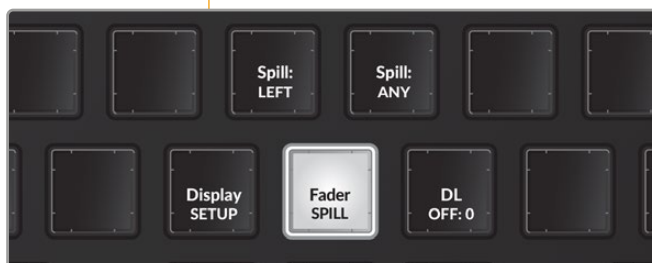 Spill:
LEFT
Spill:
ANY
Display
SETUP
Fader
SPILL
DL
OFF: 0